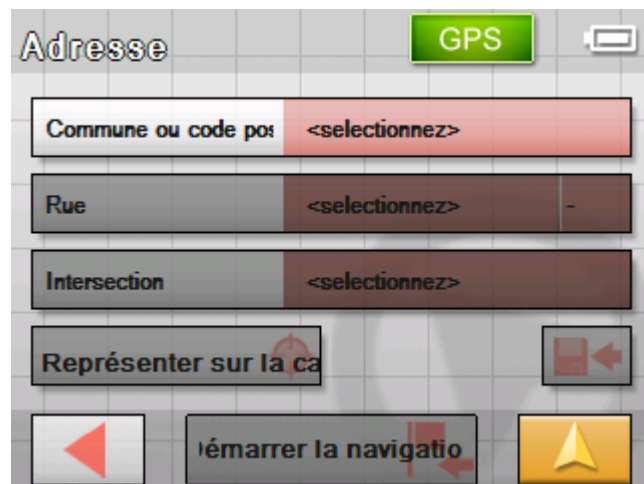 Adresse GPS
Commune ou code pos <selectionnez>
Rue <selectionnez> -
Intersection <selectionnez>
Représenter sur la ca
émarrer la navigatio